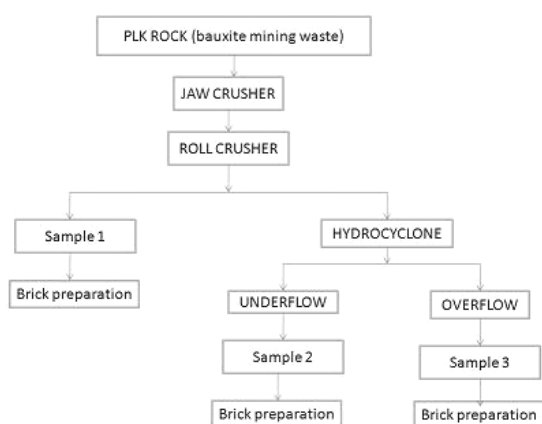 PLK ROCK (bauxite mining waste)
JAW CRUSHER
ROLL CRUSHER
Sample 1
HYDROCYCLONE
Brick preparation
UNDERFLOW
OVERFLOW
Sample 2
Sample 3
Brick preparation
Brick preparation